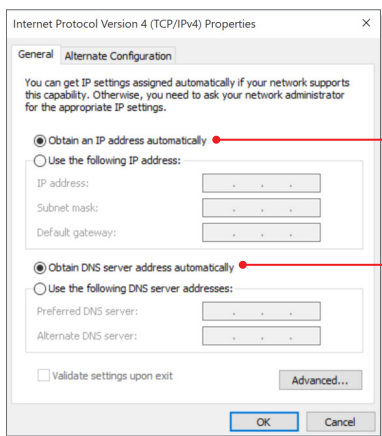 Internet Protocol Version 4 (TCP/IPv4) Properties
General
Alternate Configuration
You can get IP settings assigned automatically if your network supports
this capability. Otherwise, you need to ask your network administrator
for the appropriate IP settings.
Obtain an IP address automatically
Use the following IP address:
IP address:
Subnet mask:
Default gateway:
Obtain DNS server address automatically
Use the following DNS server addresses:
Preferred DNS server:
Alternate DNS server:
Validate settings upon exit
Advanced...
OK
Cancel